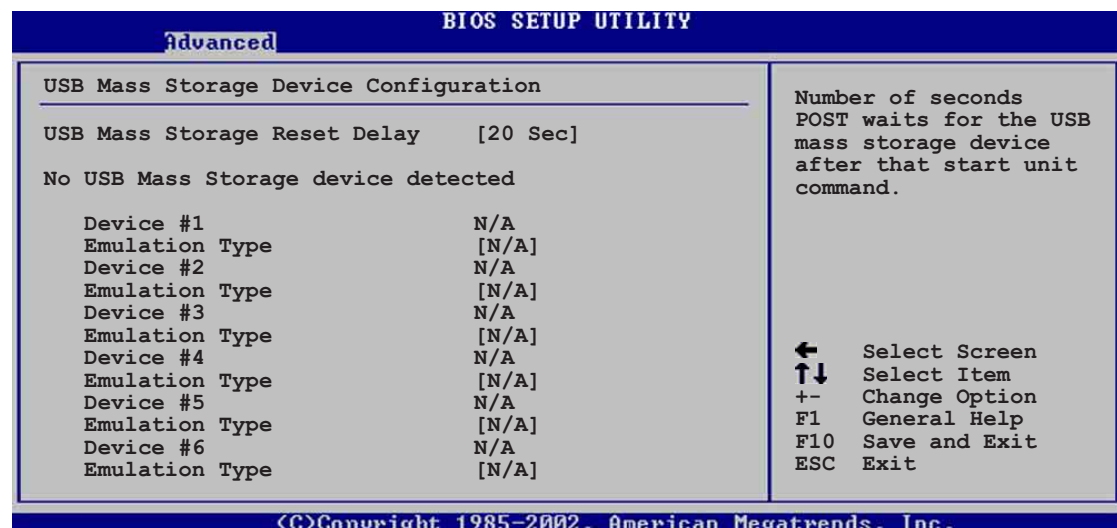 BIOS SETUP UTILITY
Advanced
USB Mass Storage Device Configuration
USB Mass Storage Reset Delay [20 Sec]
No USB Mass Storage device detected
Device #1 N/A
Emulation Type [N/A]
Device #2 N/A
Emulation Type [N/A]
Device #3 N/A
Emulation Type [N/A]
Device #4 N/A
Emulation Type [N/A]
Device #5 N/A
Emulation Type [N/A]
Device #6 N/A
Emulation Type [N/A]
Number of seconds
POST waits for the USB
mass storage device
after that start unit
command.
← Select Screen
↑↓ Select Item
+- Change Option
F1 General Help
F10 Save and Exit
ESC Exit
(C)Copyright 1985-2002, American Megatrends, Inc.